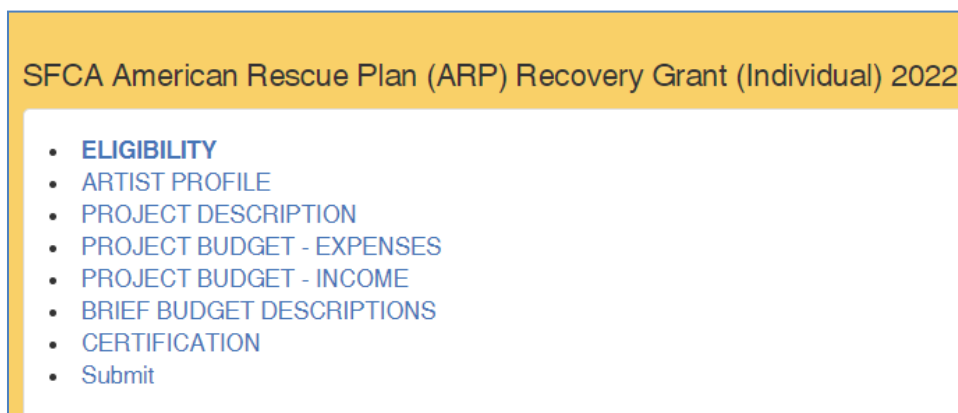 SFCA American Rescue Plan (ARP) Recovery Grant (Individual) 2022
• ELIGIBILITY
• ARTIST PROFILE
• PROJECT DESCRIPTION
• PROJECT BUDGET - EXPENSES
• PROJECT BUDGET - INCOME
• BRIEF BUDGET DESCRIPTIONS
• CERTIFICATION
• Submit